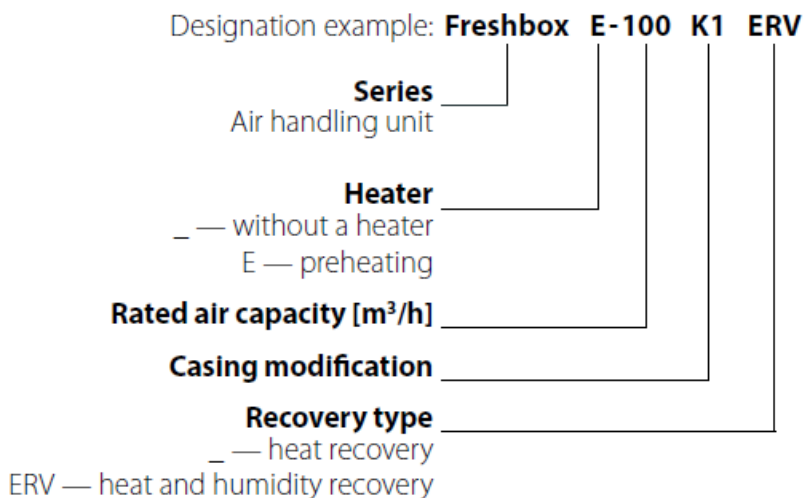 Designation example: Freshbox E-100 K1 ERV
Series
Air handling unit
Heater
_ — without a heater
E — preheating
Rated air capacity [m³/h]
Casing modification
Recovery type
_ — heat recovery
ERV — heat and humidity recovery